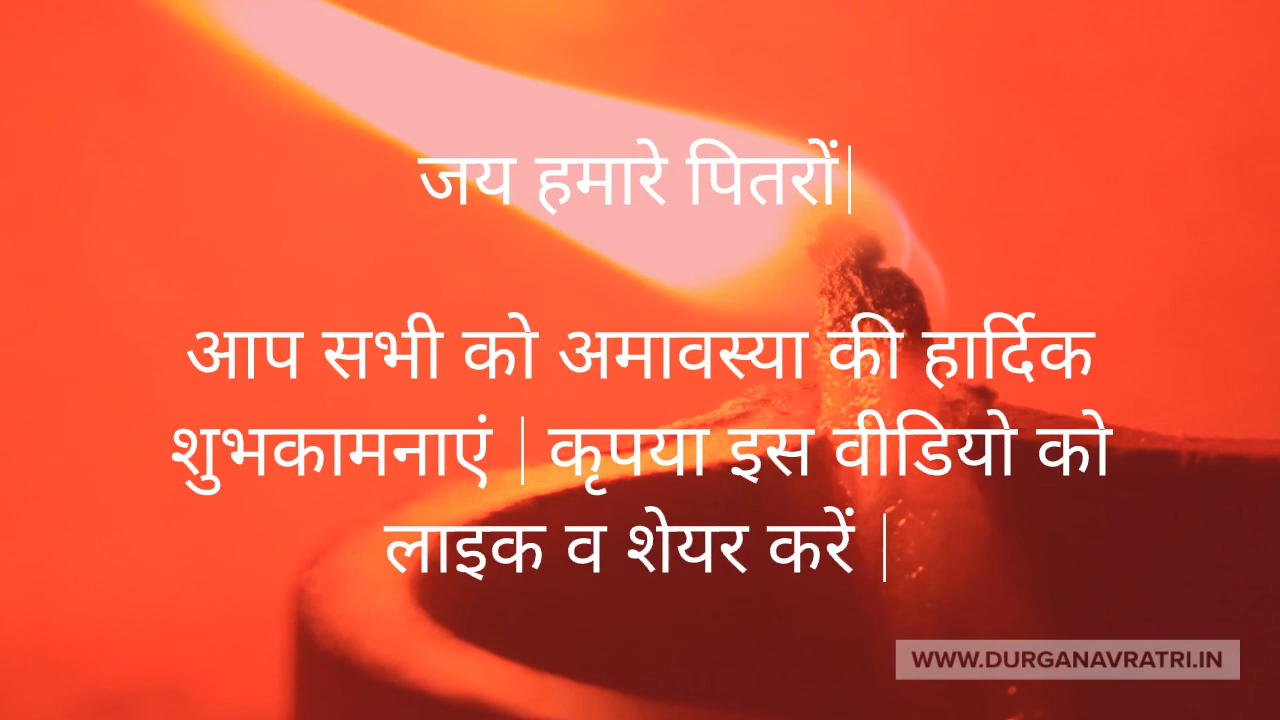 जय हमारे पितरों|
आप सभी को अमावस्या की हार्दिक
शुभकामनाएं | कृपया इस वीडियो को
लाइक व शेयर करें |
WWW.DURGANAVRATRI.IN